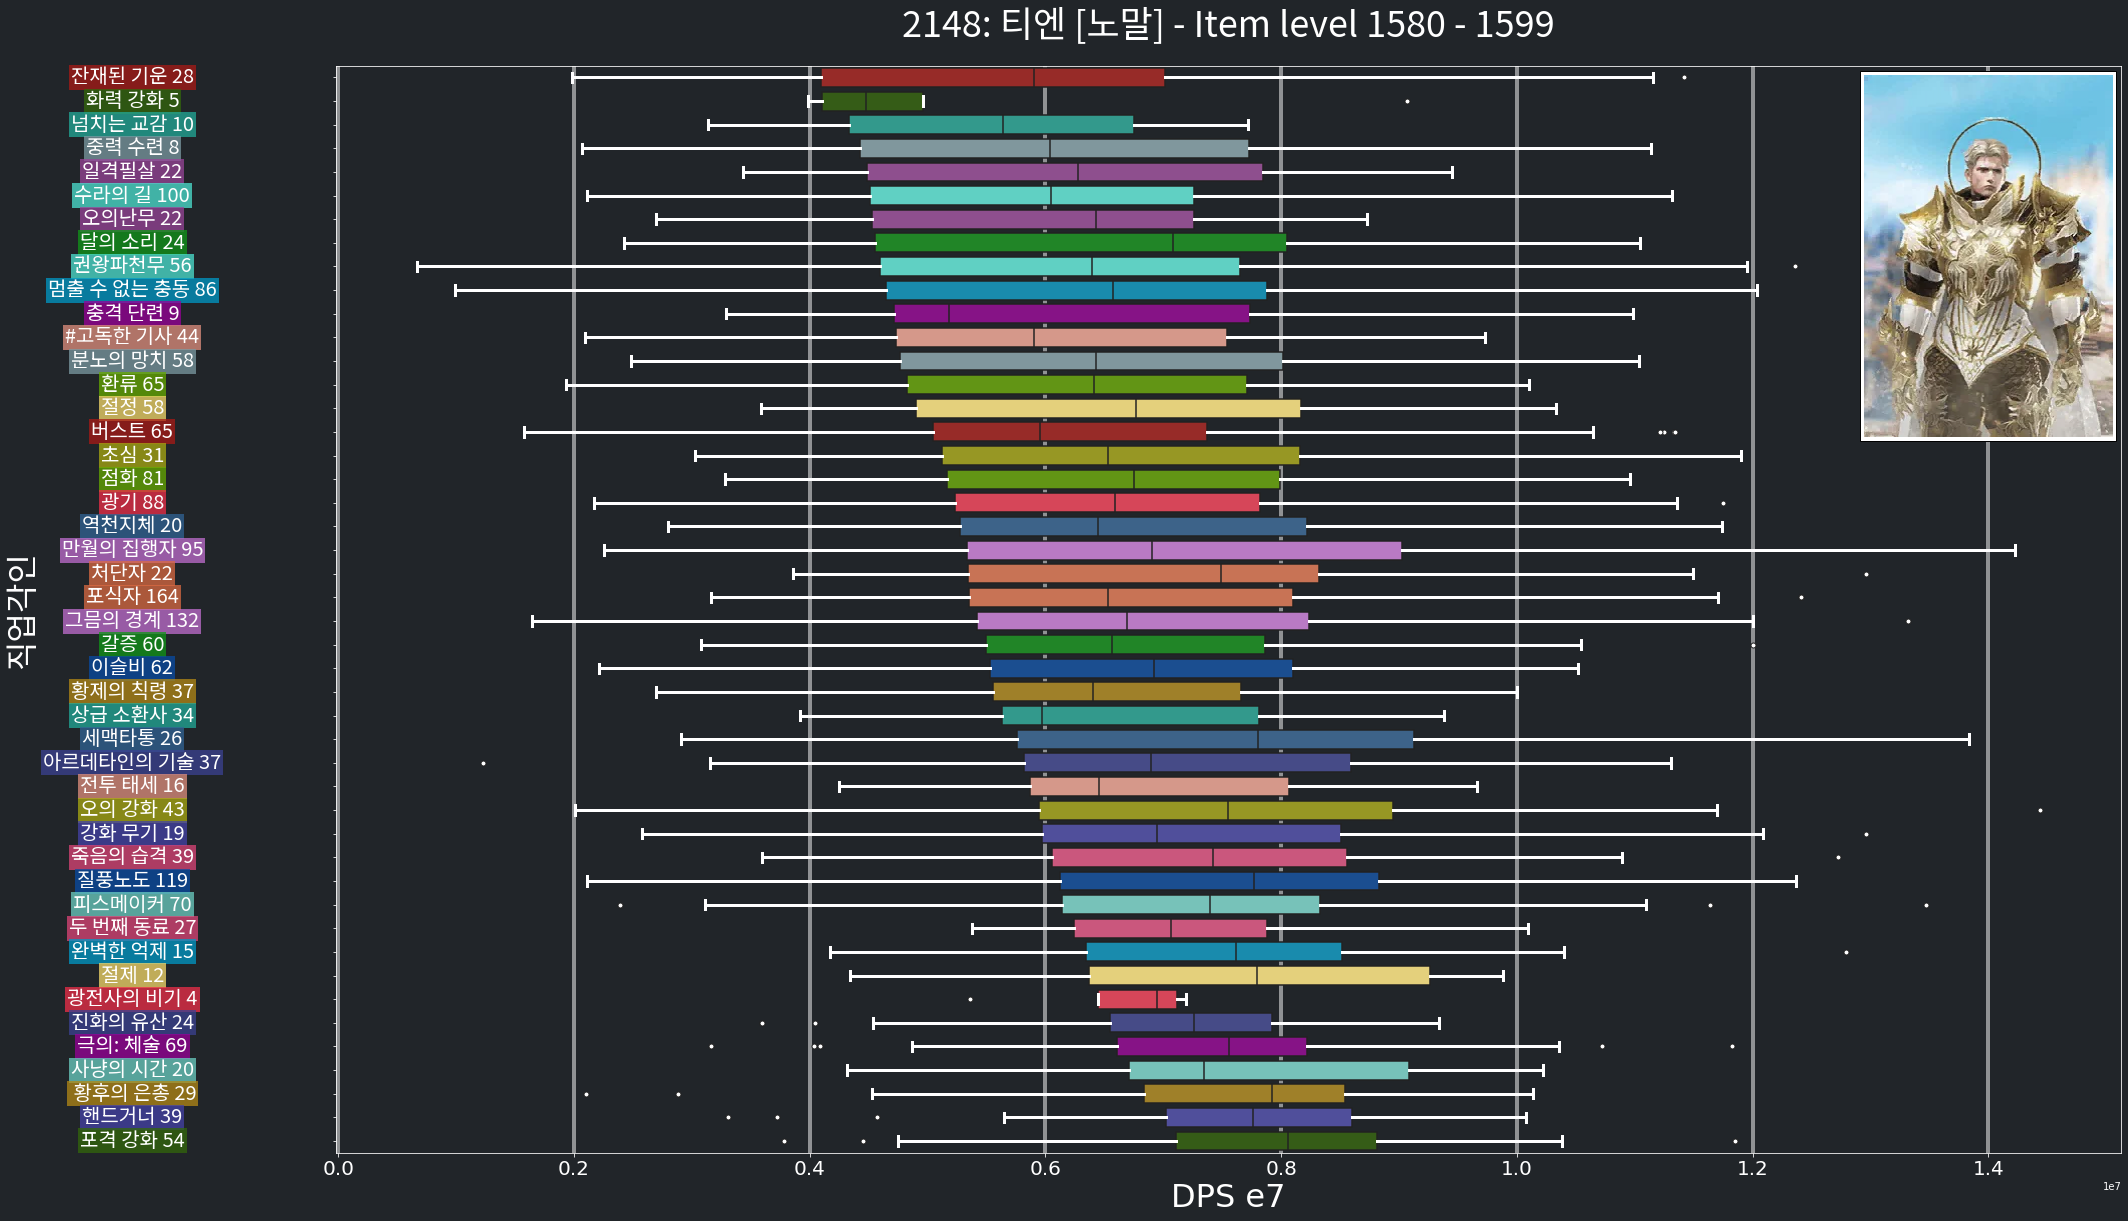 2148: 티엔 [노말] - Item level 1580 - 1599
잔재된 기운 28
화력 강화 5
넘치는 교감 10
중력 수련 8
일격필살 22
수라의 길 100
오의난무 22
달의 소리 24
권왕파천무 56
멈출 수 없는 충동 86
충격 단련 9
#고독한 기사 44
분노의 망치 58
환류 65
절정 58
버스트 65
초심 31
점화 81
광기 88
역천지체 20
만월의 집행자 95
처단자 22
포식자 164
그믐의 경계 132
갈증 60
이슬비 62
황제의 칙령 37
상급 소환사 34
세맥타통 26
아르데타인의 기술 37
전투 태세 16
오의 강화 43
강화 무기 19
죽음의 습격 39
질풍노도 119
피스메이커 70
두 번째 동료 27
완벽한 억제 15
절제 12
광전사의 비기 4
진화의 유산 24
극의: 체술 69
사냥의 시간 20
황후의 은총 29
핸드거너 39
포격 강화 54
직업각인
0.0 0.2 0.4 0.6 0.8 1.0 1.2 1.4
DPS e7
1e7